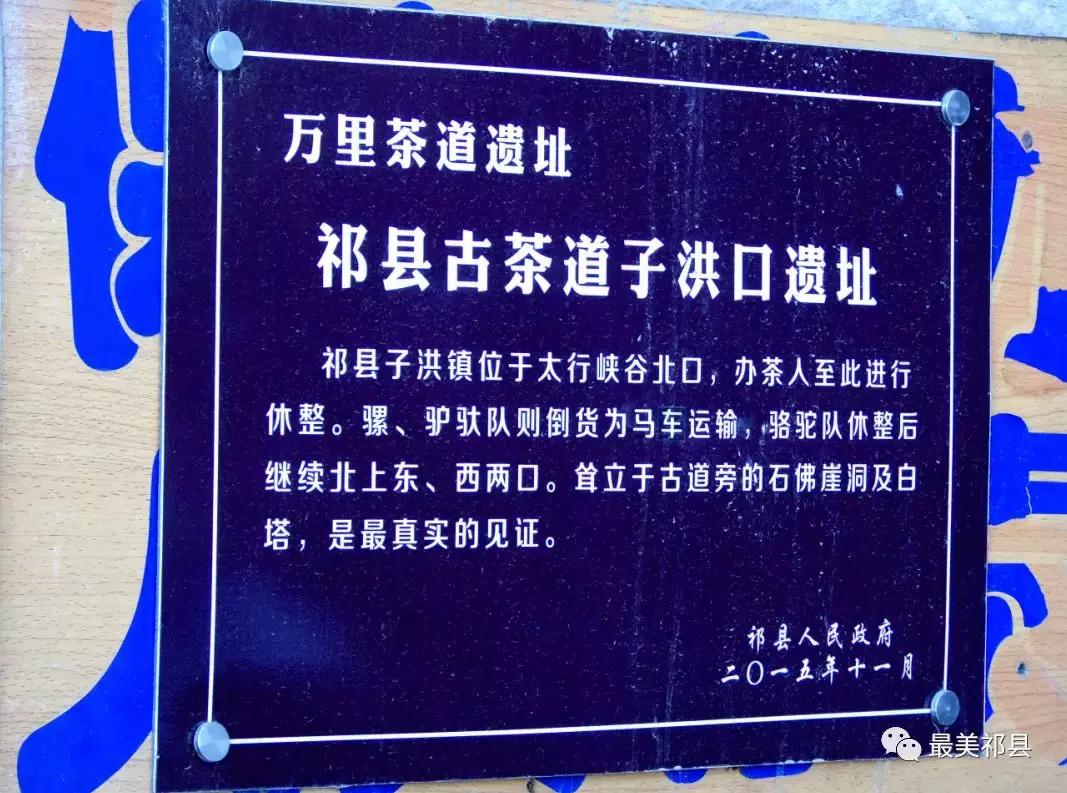 万里茶道遗址
祁县古茶道子洪口遗址
祁县子洪镇位于太行峡谷北口，办茶人至此进行
休整。骡、驴驮队则倒货为马车运输，骆驼队休整后
继续北上东、西两口。耸立于古道旁的石佛崖洞及白
塔，是最真实的见证。
祁县人民政府
二〇一五年十一月
最美祁县